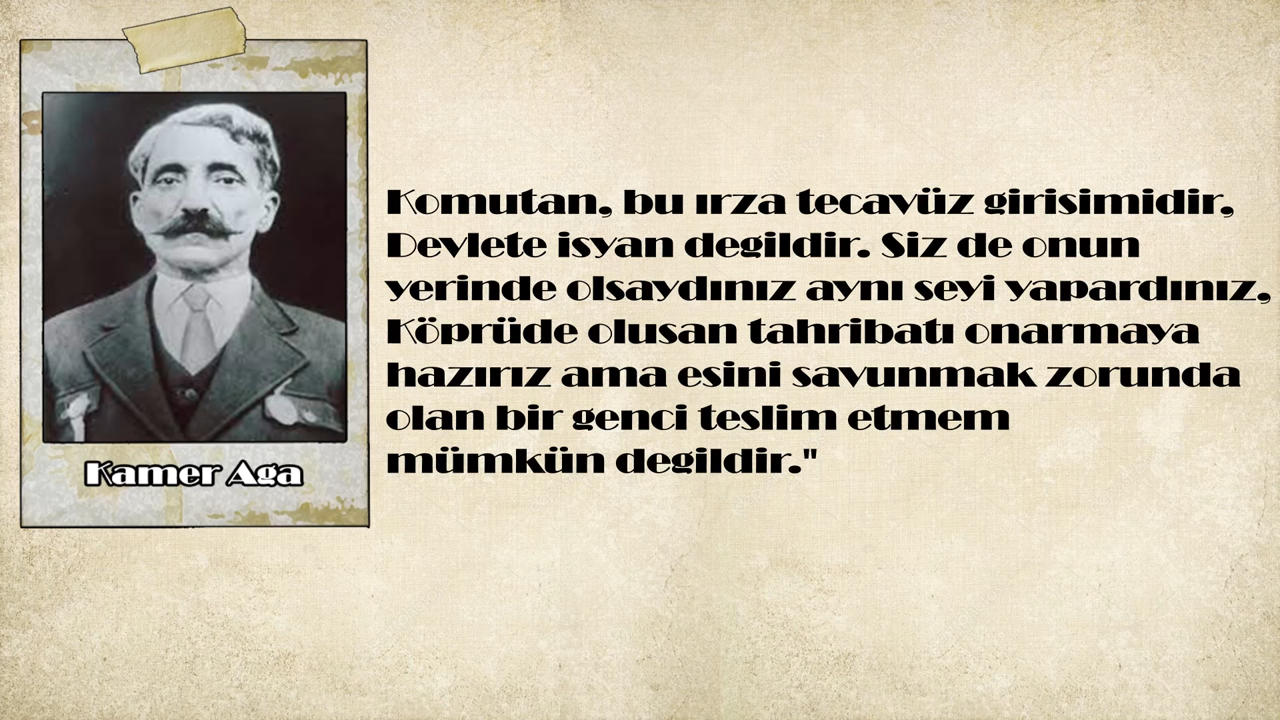 Komutan, bu ırza tecavüz girisimidir,
Devlete isyan degildir. Siz de onun
yerinde olsaydınız aynı seyi yapardınız,
Köprüde olusan tahribatı onarmaya
hazırız ama esini savunmak zorunda
olan bir genci teslim etmem
mümkün degildir."
Kamer Aga